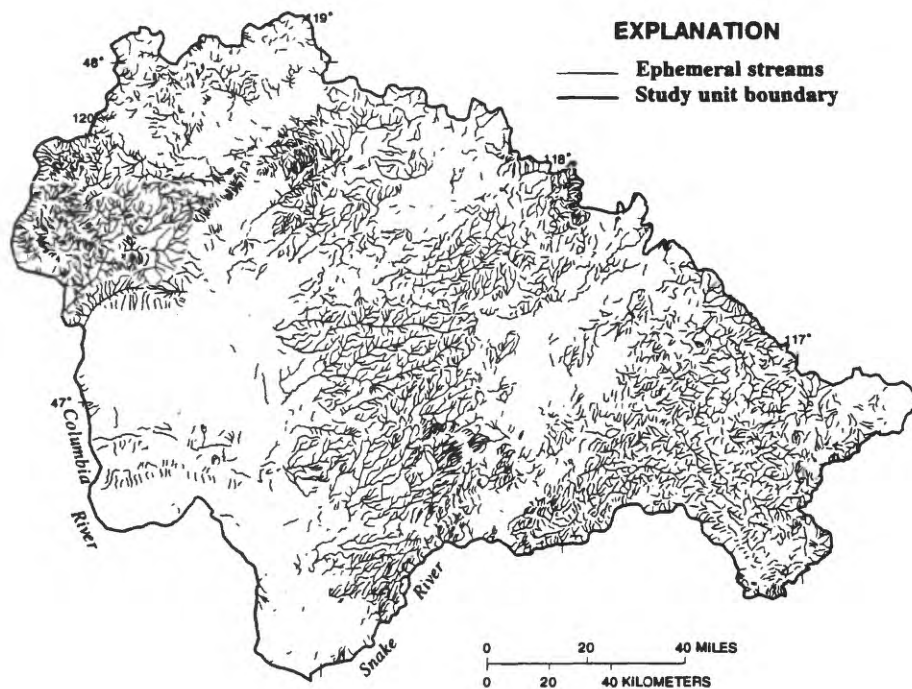 EXPLANATION
Ephemeral streams
Study unit boundary
119°
48°
120
118°
117°
47°
Columbia
River
Snake
River
0 20 40 MILES
0 20 40 KILOMETERS